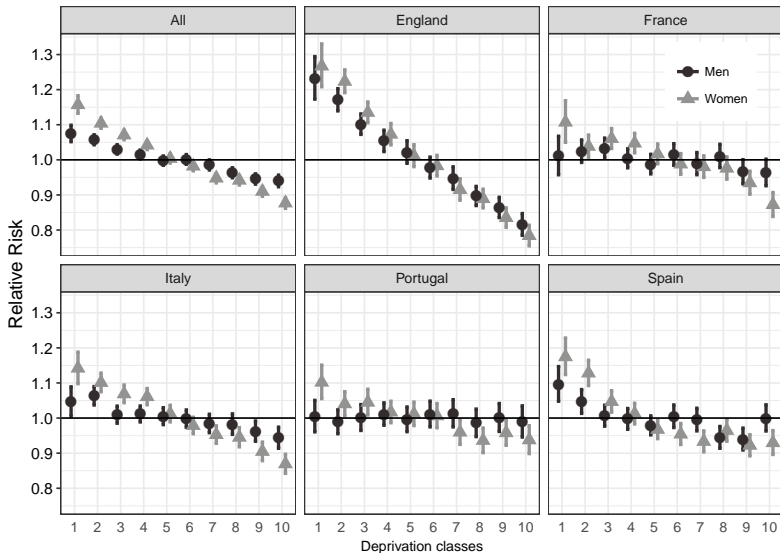 All England France
1.3
1.2
1.1
1.0
0.9
0.8
Men
Women
Relative Risk
Italy Portugal Spain
1.3
1.2
1.1
1.0
0.9
0.8
1 2 3 4 5 6 7 8 9 10 1 2 3 4 5 6 7 8 9 10 1 2 3 4 5 6 7 8 9 10
Deprivation classes